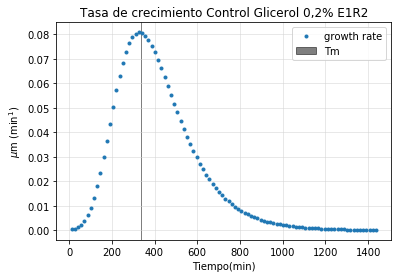 Tasa de crecimiento Control Glicerol 0,2% E1R2
growth rate
Tm
0.08
0.07
0.06
0.05
0.04
0.03
0.02
0.01
0.00
μm (min¹)
0 200 400 600 800 1000 1200 1400
Tiempo(min)